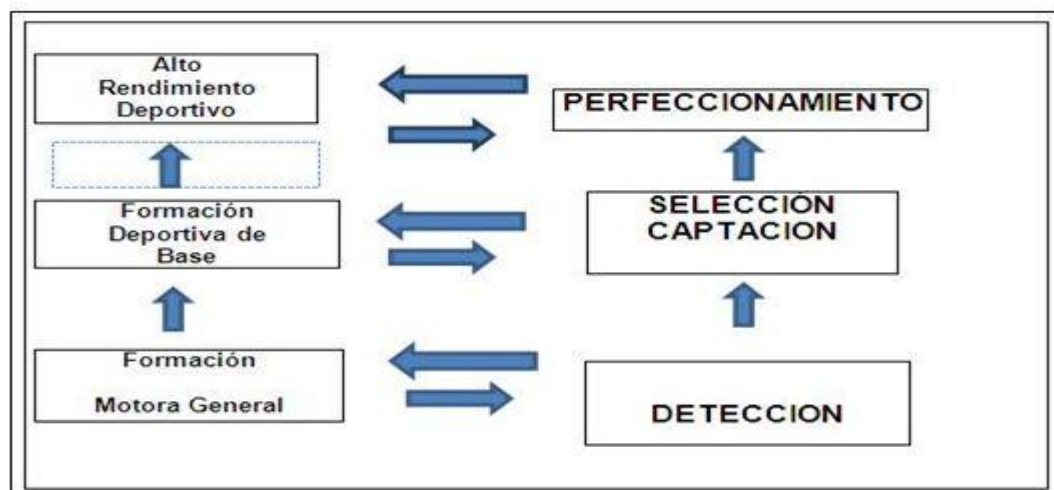 Alto
Rendimiento
Deportivo
PERFECCIONAMIENTO
Formación
Deportiva de
Base
SELECCIÓN
CAPTACION
Formación
Motora General
DETECCION